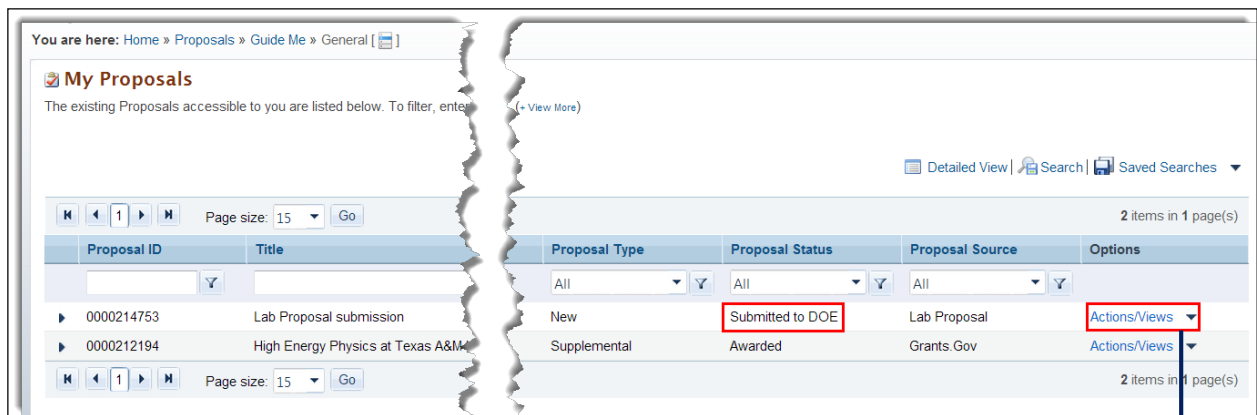 You are here: Home » Proposals » Guide Me » General [ ]
My Proposals
The existing Proposals accessible to you are listed below. To filter, enter (+ View More)
Detailed View | Search | Saved Searches
1 Page size: 15 Go 2 items in 1 page(s)
Proposal ID Title Proposal Type Proposal Status Proposal Source Options
All All All
0000214753 Lab Proposal submission New Submitted to DOE Lab Proposal Actions/Views
0000212194 High Energy Physics at Texas A&M Supplemental Awarded Grants.Gov Actions/Views
1 Page size: 15 Go 2 items in 1 page(s)